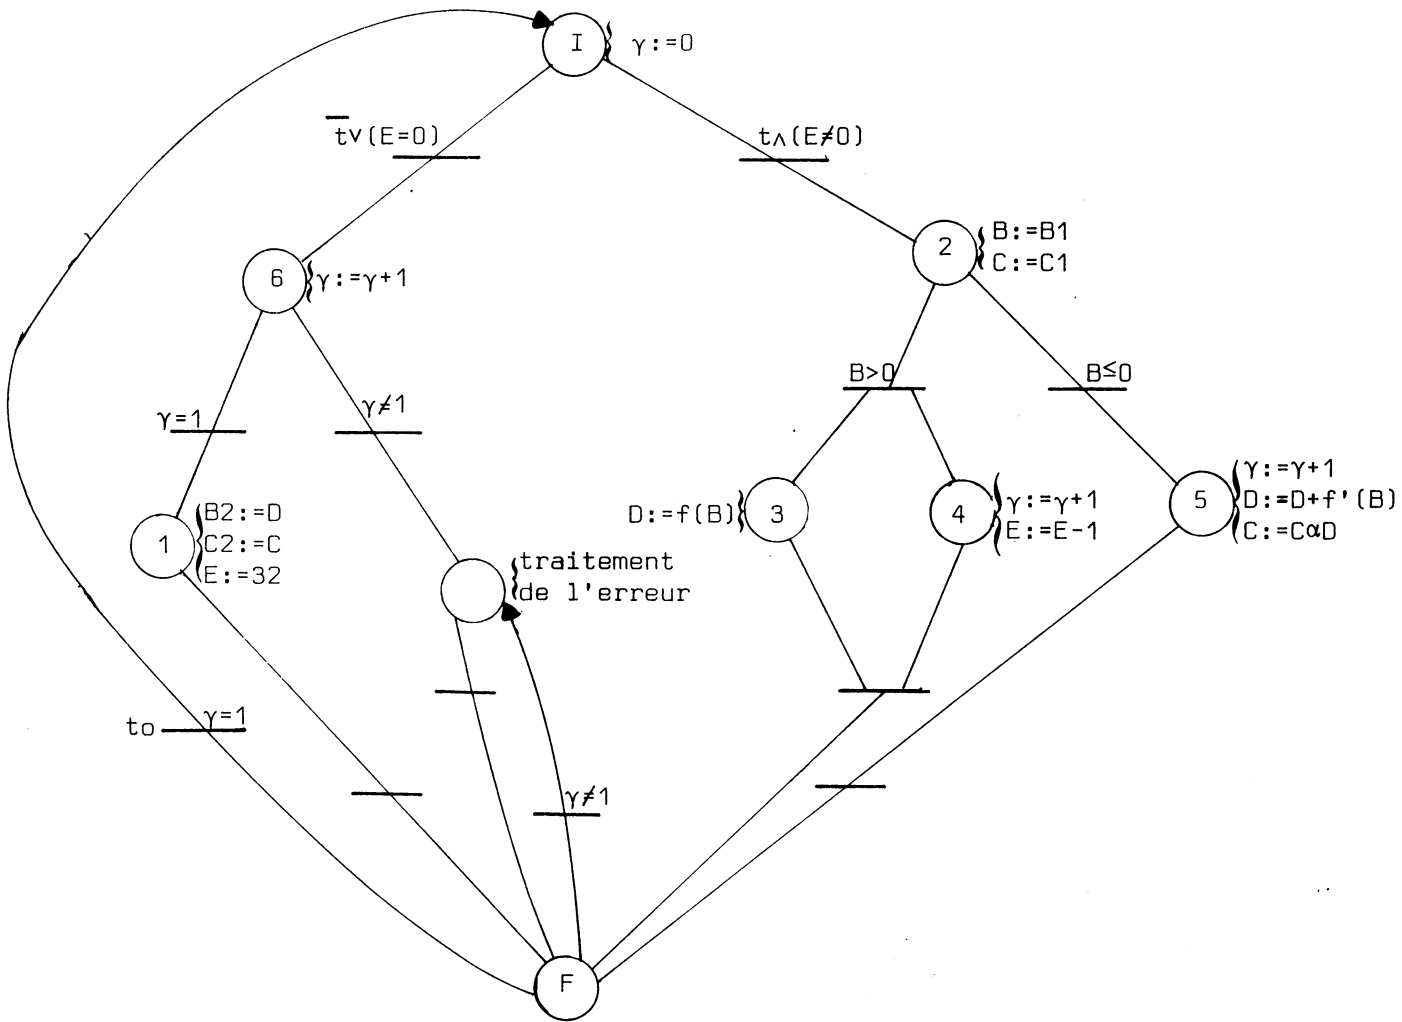 I
γ:=0
t̅∨(E=0)
t∧(E≠0)
2
B:=B1
C:=C1
6
γ:=γ+1
B>0
B≤0
γ=1
γ≠1
D:=f(B)
3
4
γ:=γ+1
E:=E-1
5
γ:=γ+1
D:=D+f'(B)
C:=CαD
1
B2:=D
C2:=C
E:=32
traitement
de l'erreur
to
γ=1
γ≠1
F